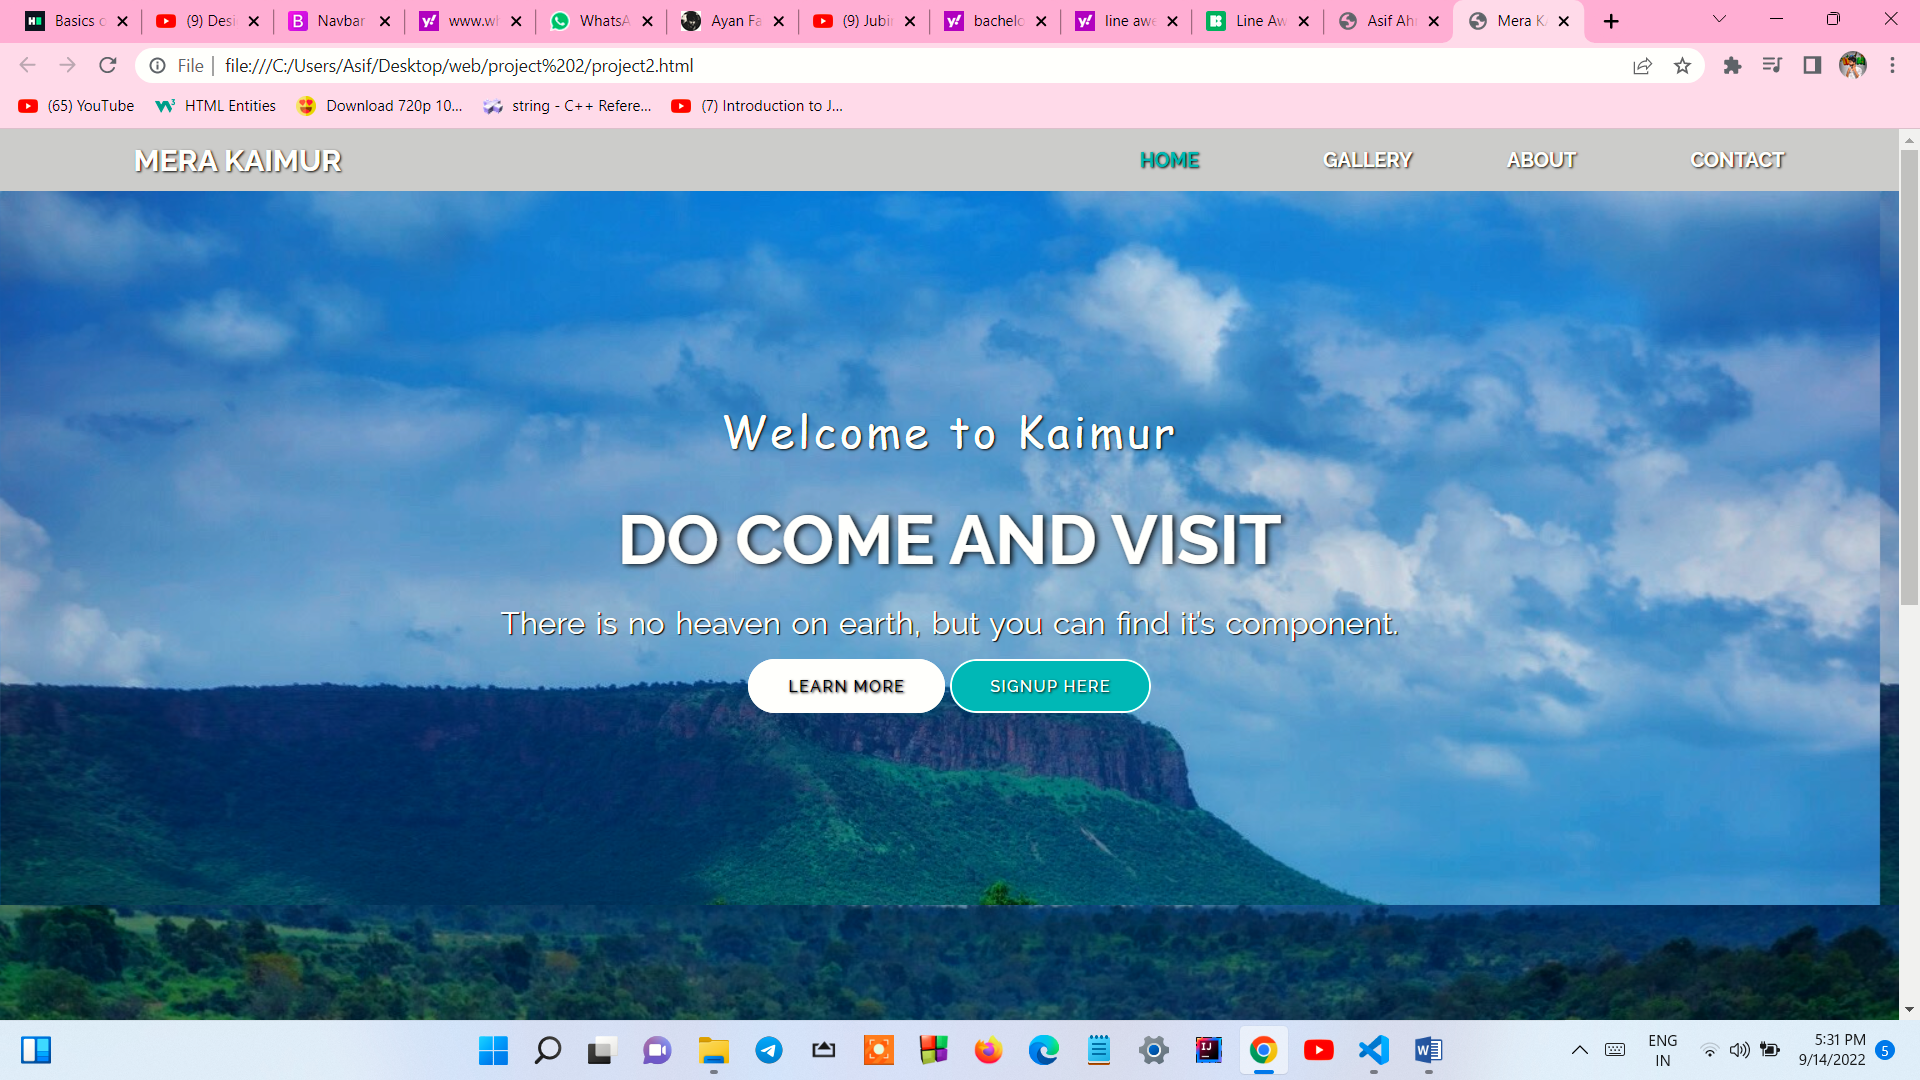 Basics o
(9) Desi
Navbar
www.wh
WhatsA
Ayan Fa
(9) Jubin
bachelo
line awe
Line Aw
Asif Ah
Mera K
File
file:///C:/Users/Asif/Desktop/web/project%202/project2.html
(65) YouTube
HTML Entities
Download 720p 10...
string - C++ Refere...
(7) Introduction to J...
MERA KAIMUR
HOME
GALLERY
ABOUT
CONTACT
Welcome to Kaimur
DO COME AND VISIT
There is no heaven on earth, but you can find it's component.
LEARN MORE
SIGNUP HERE
ENG
IN
5:31 PM
9/14/2022
5